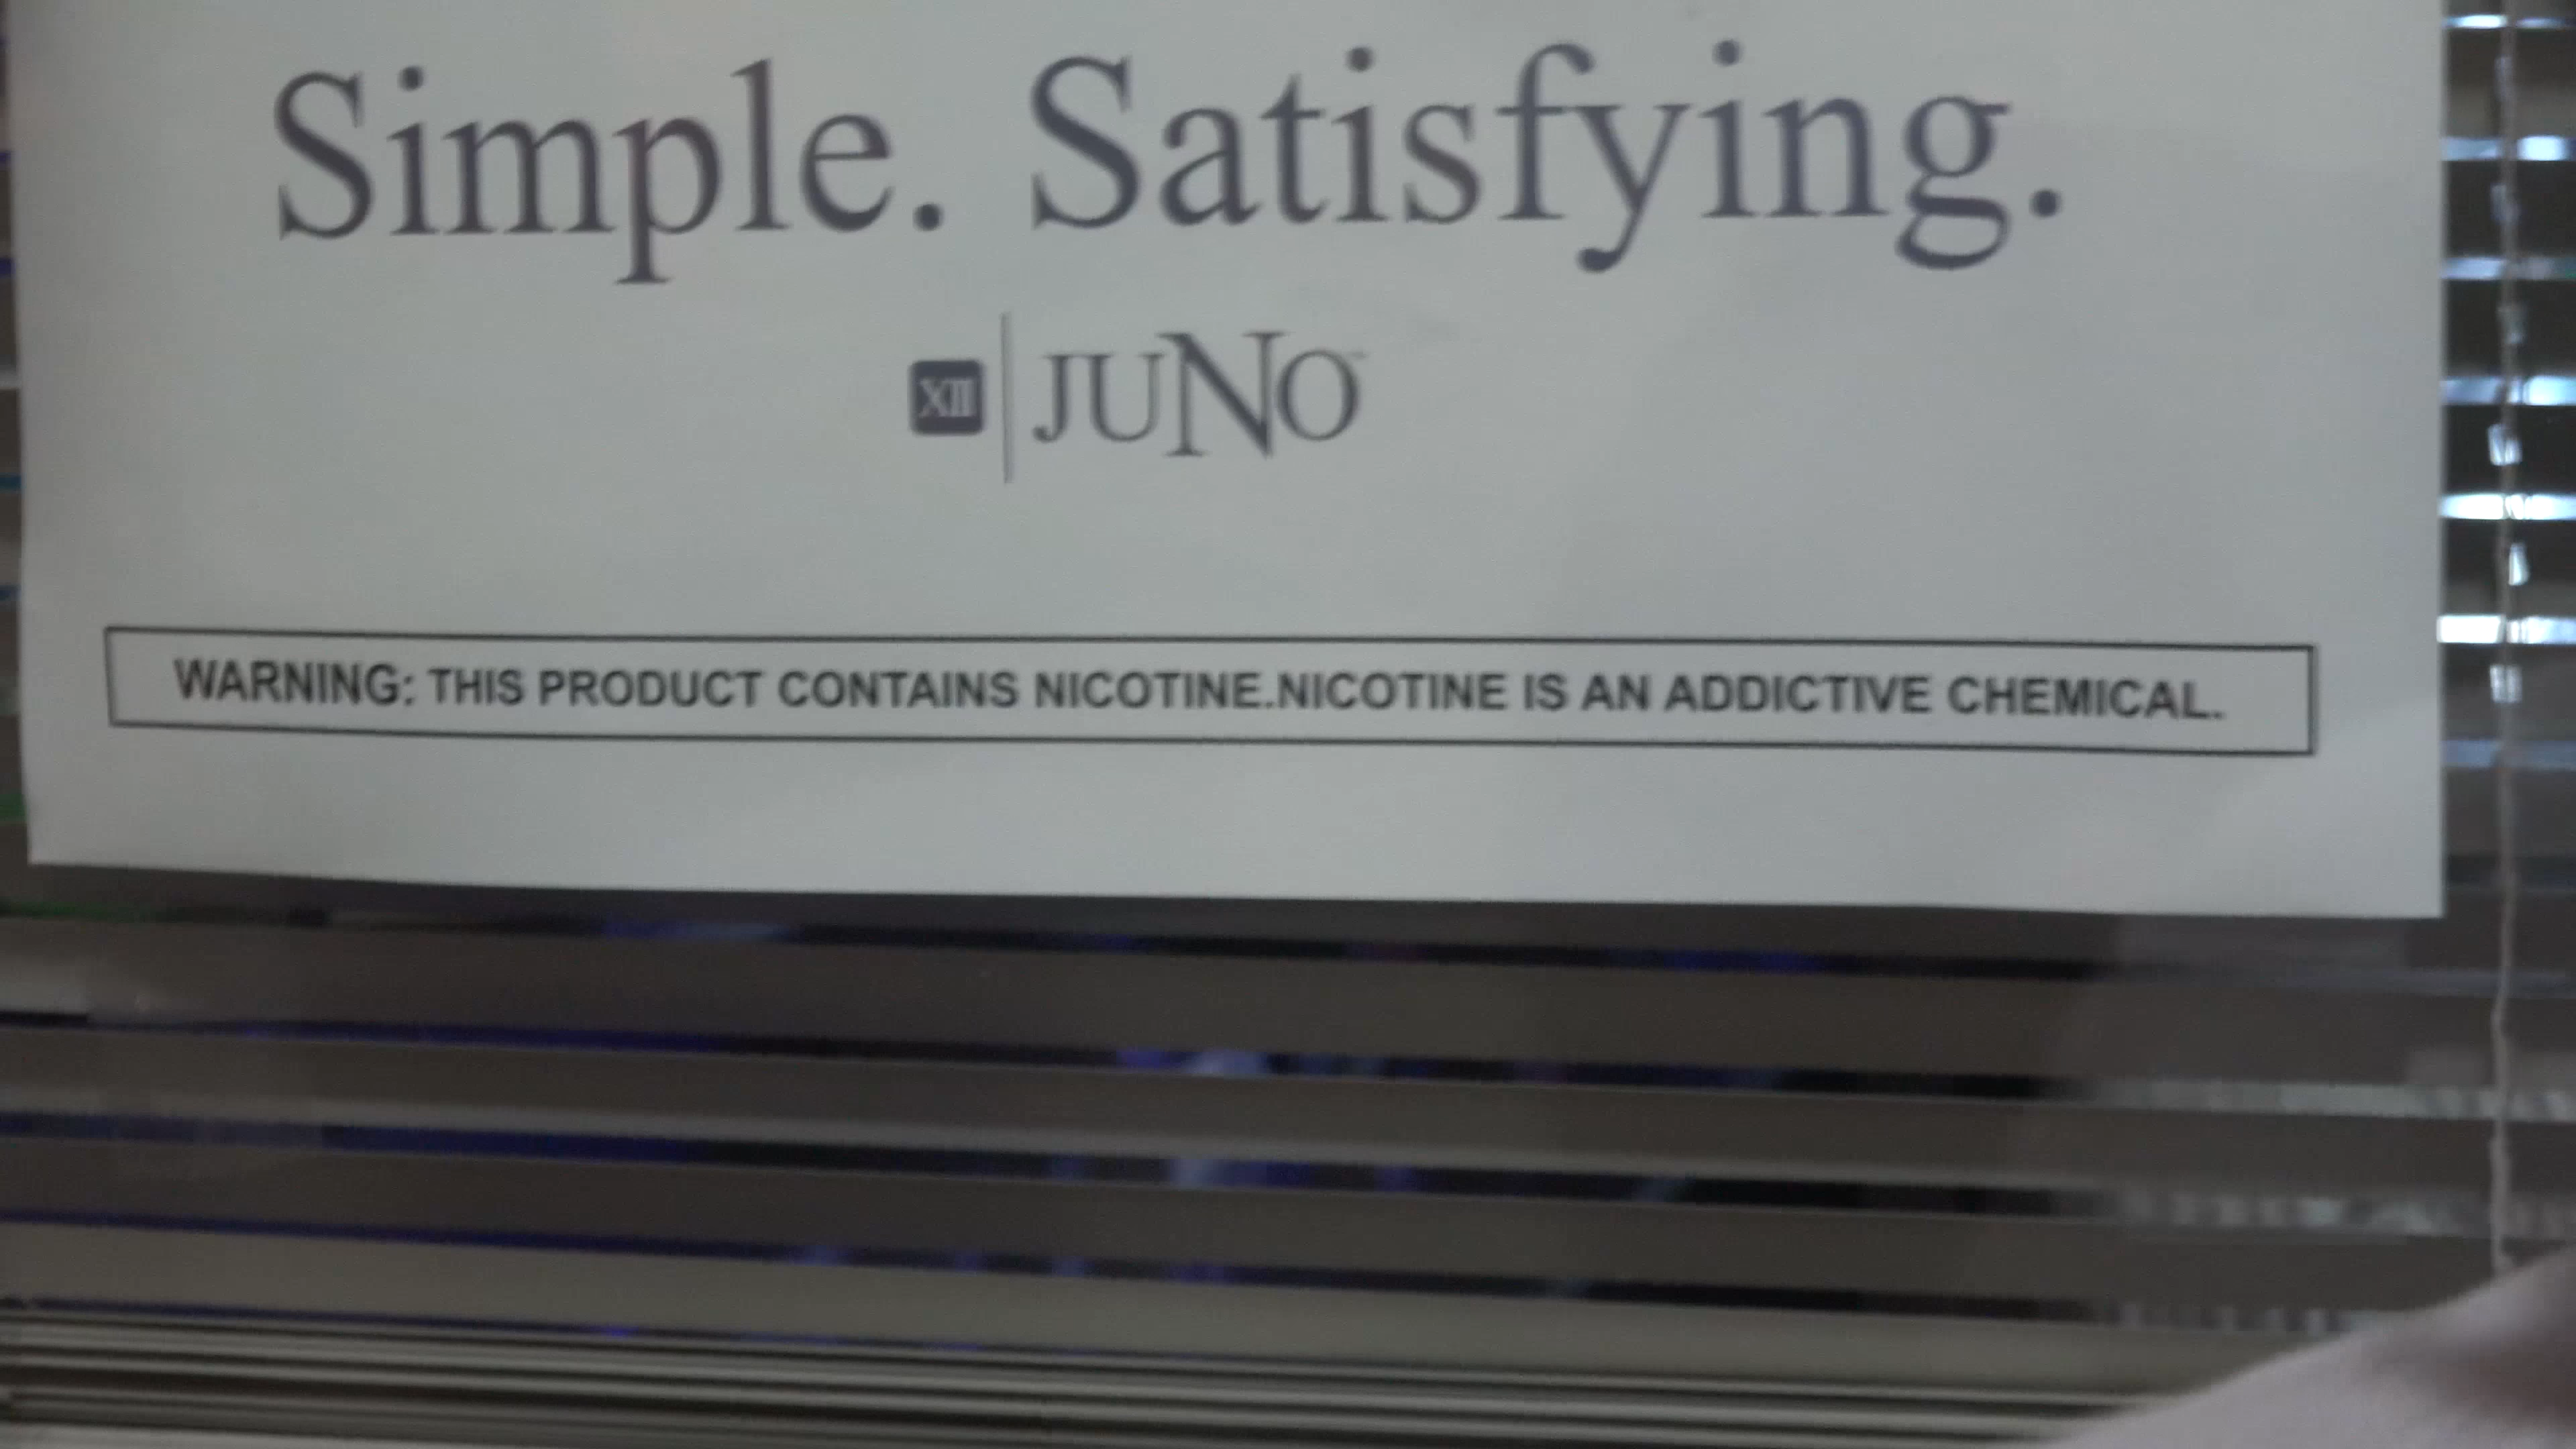 Simple. Satisfying.
XII | JUNO
WARNING: THIS PRODUCT CONTAINS NICOTINE.NICOTINE IS AN ADDICTIVE CHEMICAL.